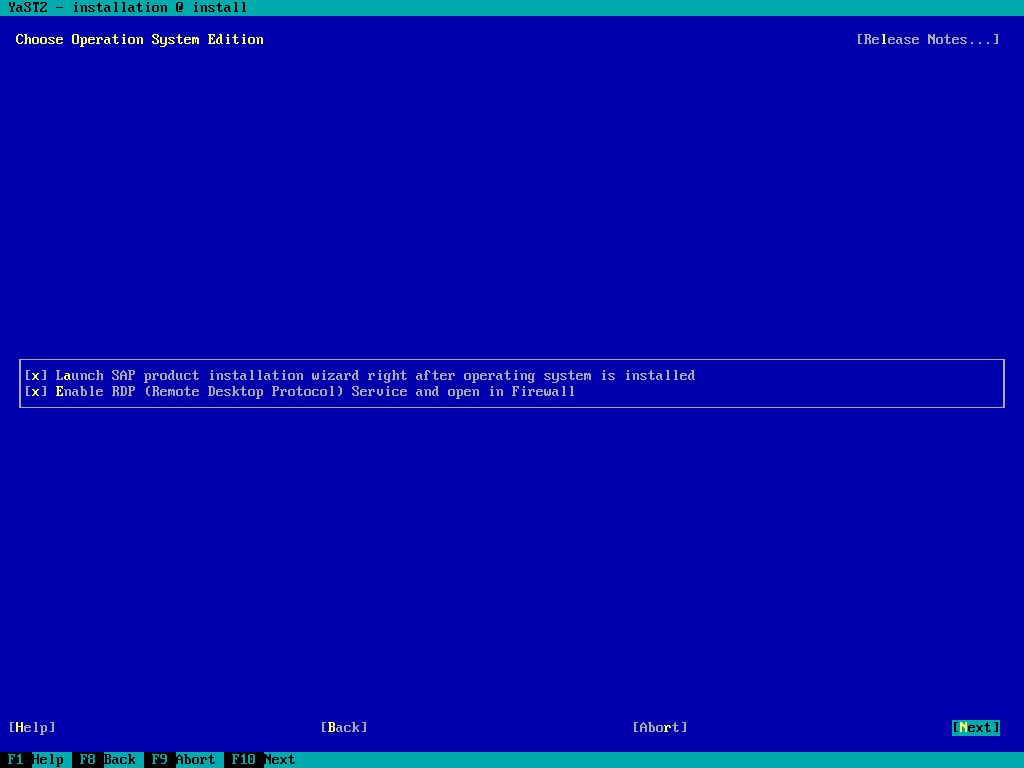 YaST2 - installation @ install
Choose Operation System Edition [Release Notes...]
[x] Launch SAP product installation wizard right after operating system is installed
[x] Enable RDP (Remote Desktop Protocol) Service and open in Firewall
[Help] [Back] [Abort] [Next]
F1 Help F8 Back F9 Abort F10 Next